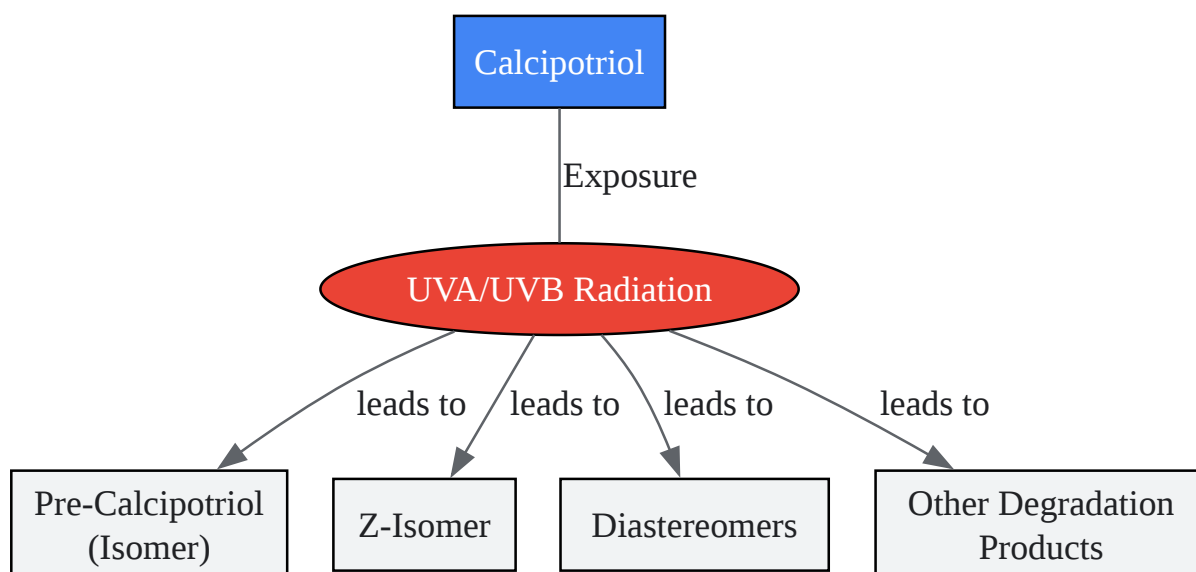 Calcipotriol
Exposure
UVA/UVB Radiation
leads to
leads to
leads to
leads to
Pre-Calcipotriol
(Isomer)
Z-Isomer
Diastereomers
Other Degradation
Products